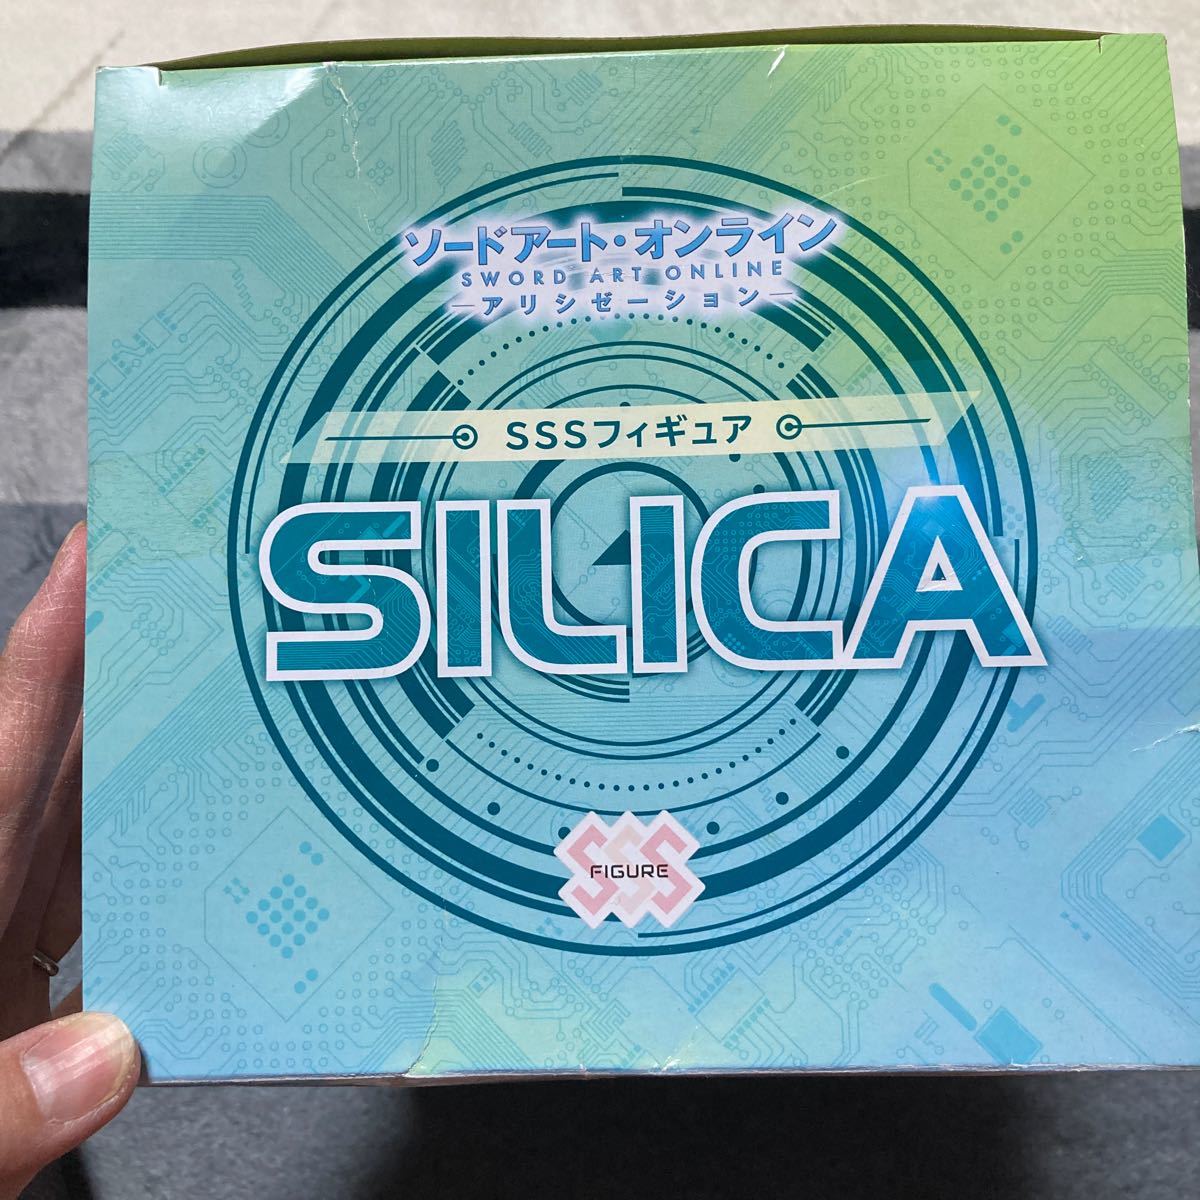 ソードアート・オンライン
SWORD ART ONLINE
アリシゼーション
SSSフィギュア
SILICA
SSS
FIGURE